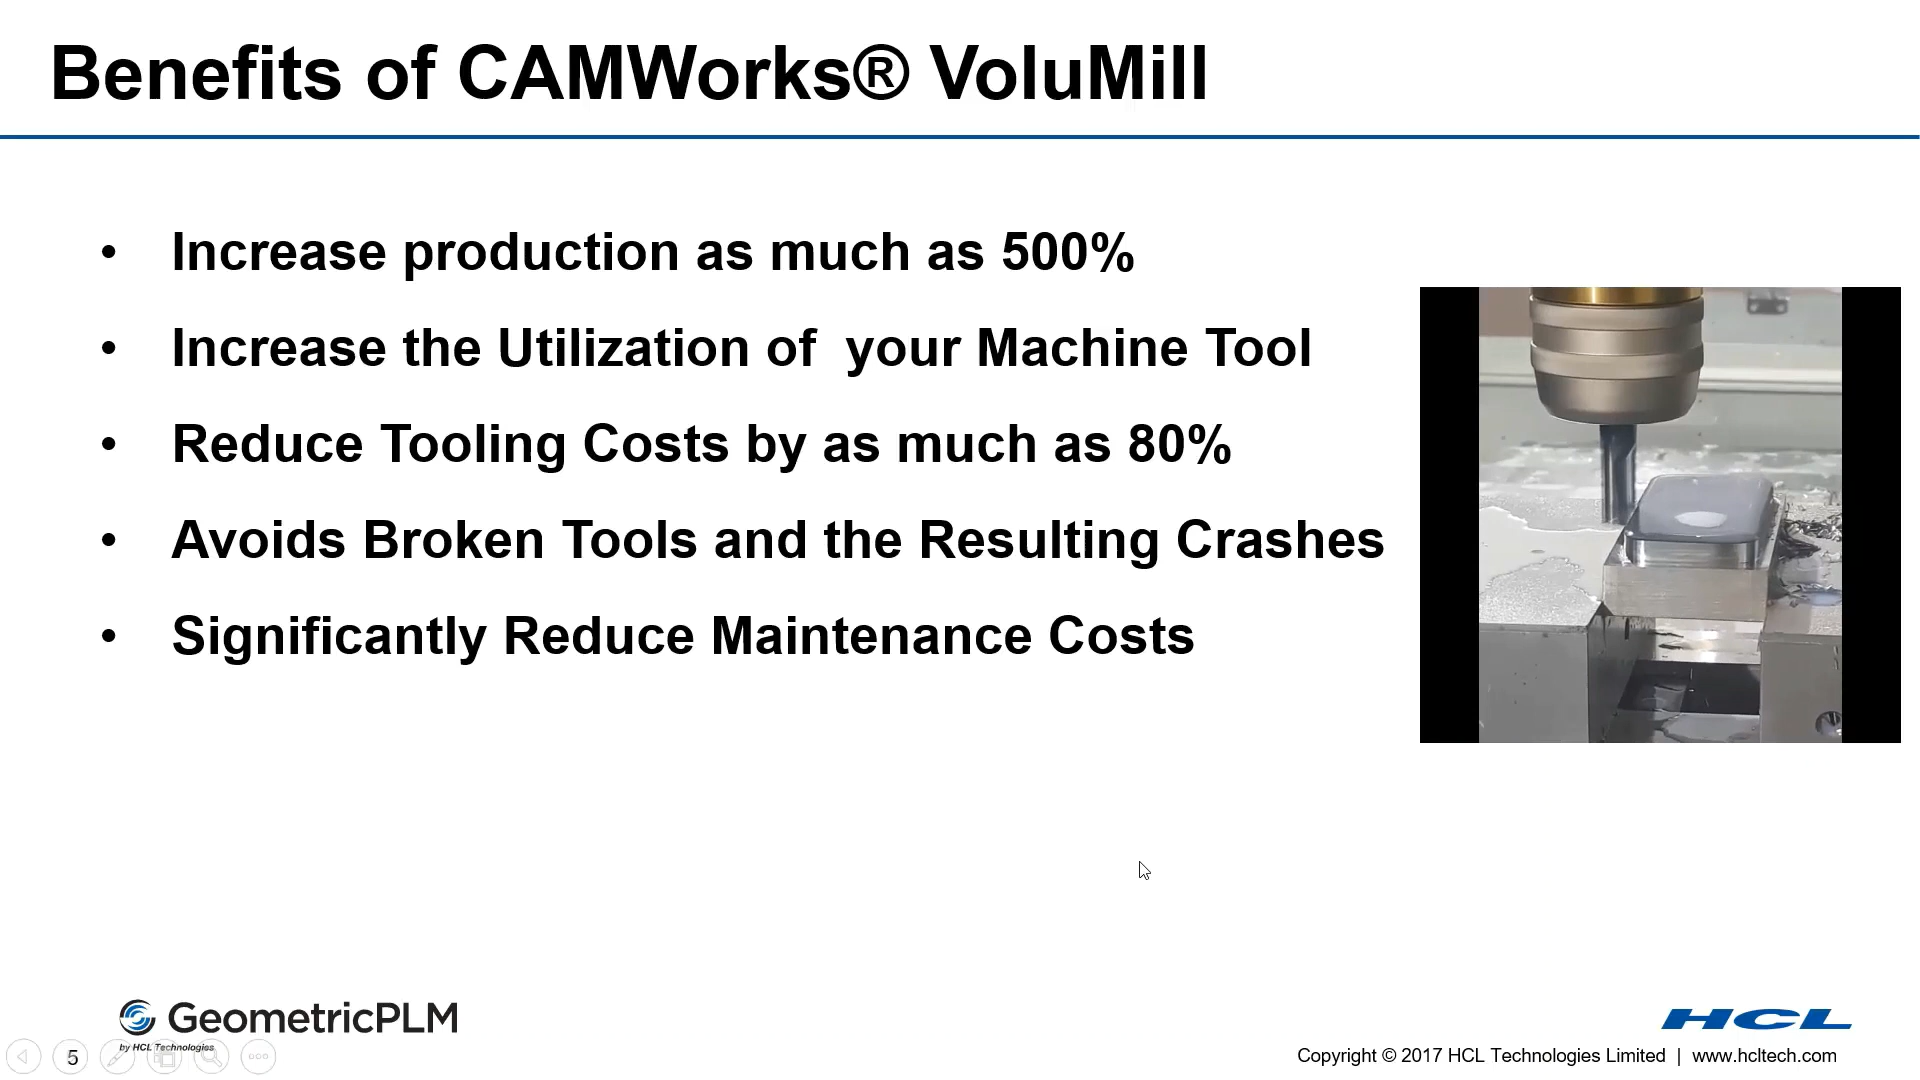 Benefits of CAMWorks® VoluMill
• Increase production as much as 500%
• Increase the Utilization of  your Machine Tool
• Reduce Tooling Costs by as much as 80%
• Avoids Broken Tools and the Resulting Crashes
• Significantly Reduce Maintenance Costs
GeometricPLM
by HCL Technologies
5
HCL
Copyright © 2017 HCL Technologies Limited | www.hcltech.com